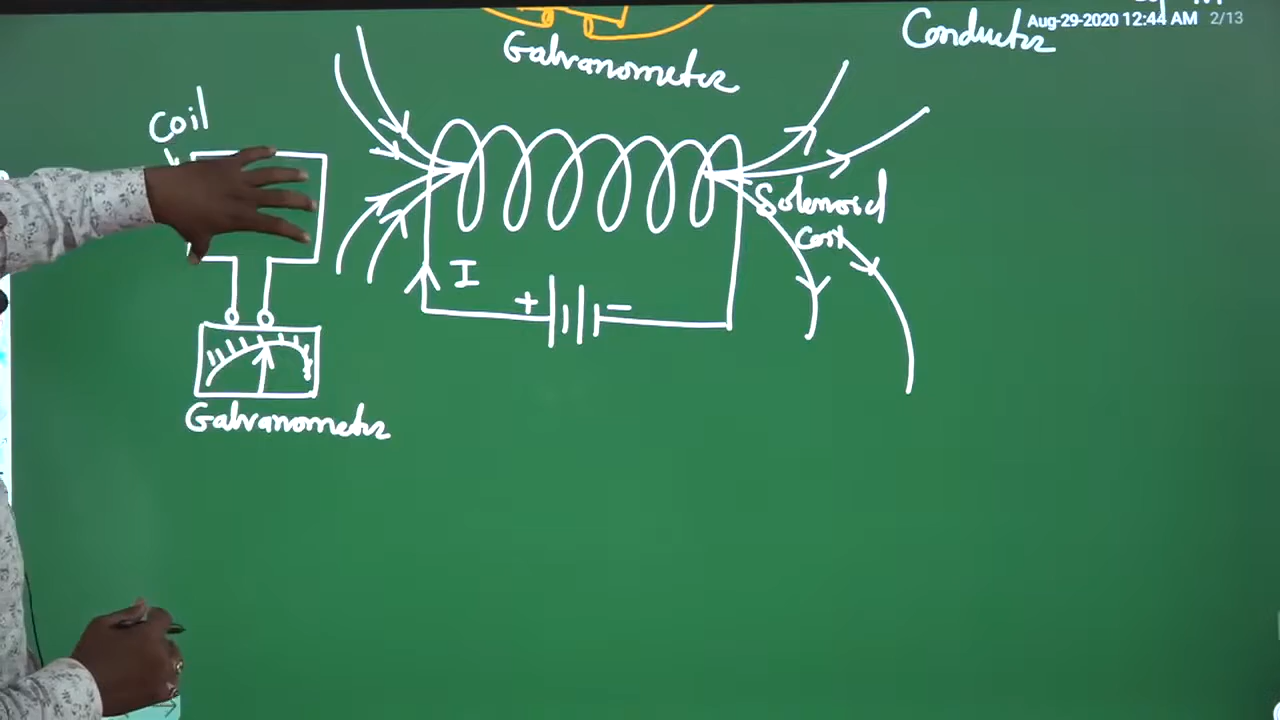 Aug-29-2020 12:44 AM 2/13
Conductor
Galvanometer
Coil
Solenoid
Coil
I
+ −
Galvanometer